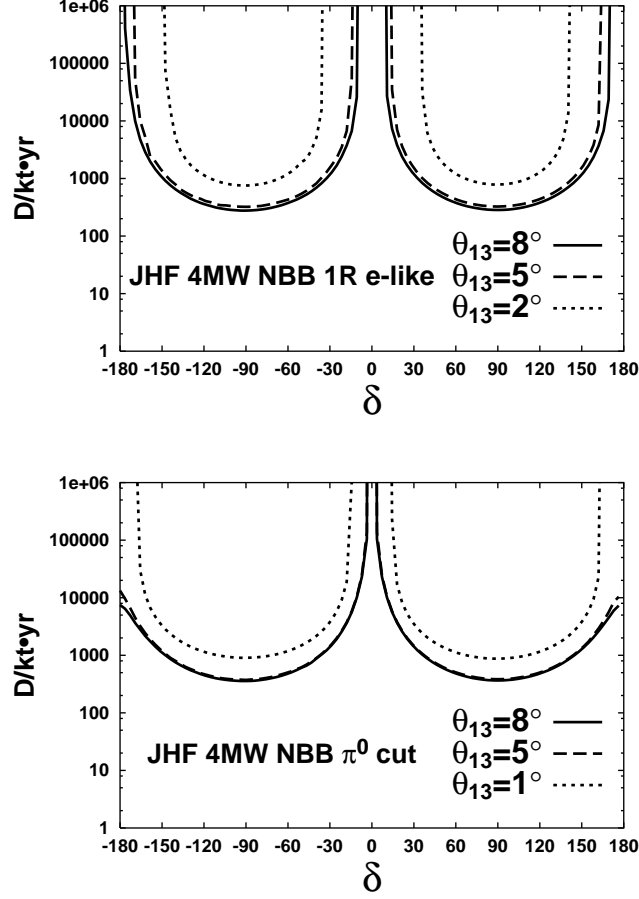 1e+06
100000
10000
1000
100
10
1
D/kt•yr
JHF 4MW NBB 1R e-like
θ13=8°
θ13=5°
θ13=2°
-180 -150 -120 -90 -60 -30 0 30 60 90 120 150 180
δ
1e+06
100000
10000
1000
100
10
1
D/kt•yr
JHF 4MW NBB π0 cut
θ13=8°
θ13=5°
θ13=1°
-180 -150 -120 -90 -60 -30 0 30 60 90 120 150 180
δ